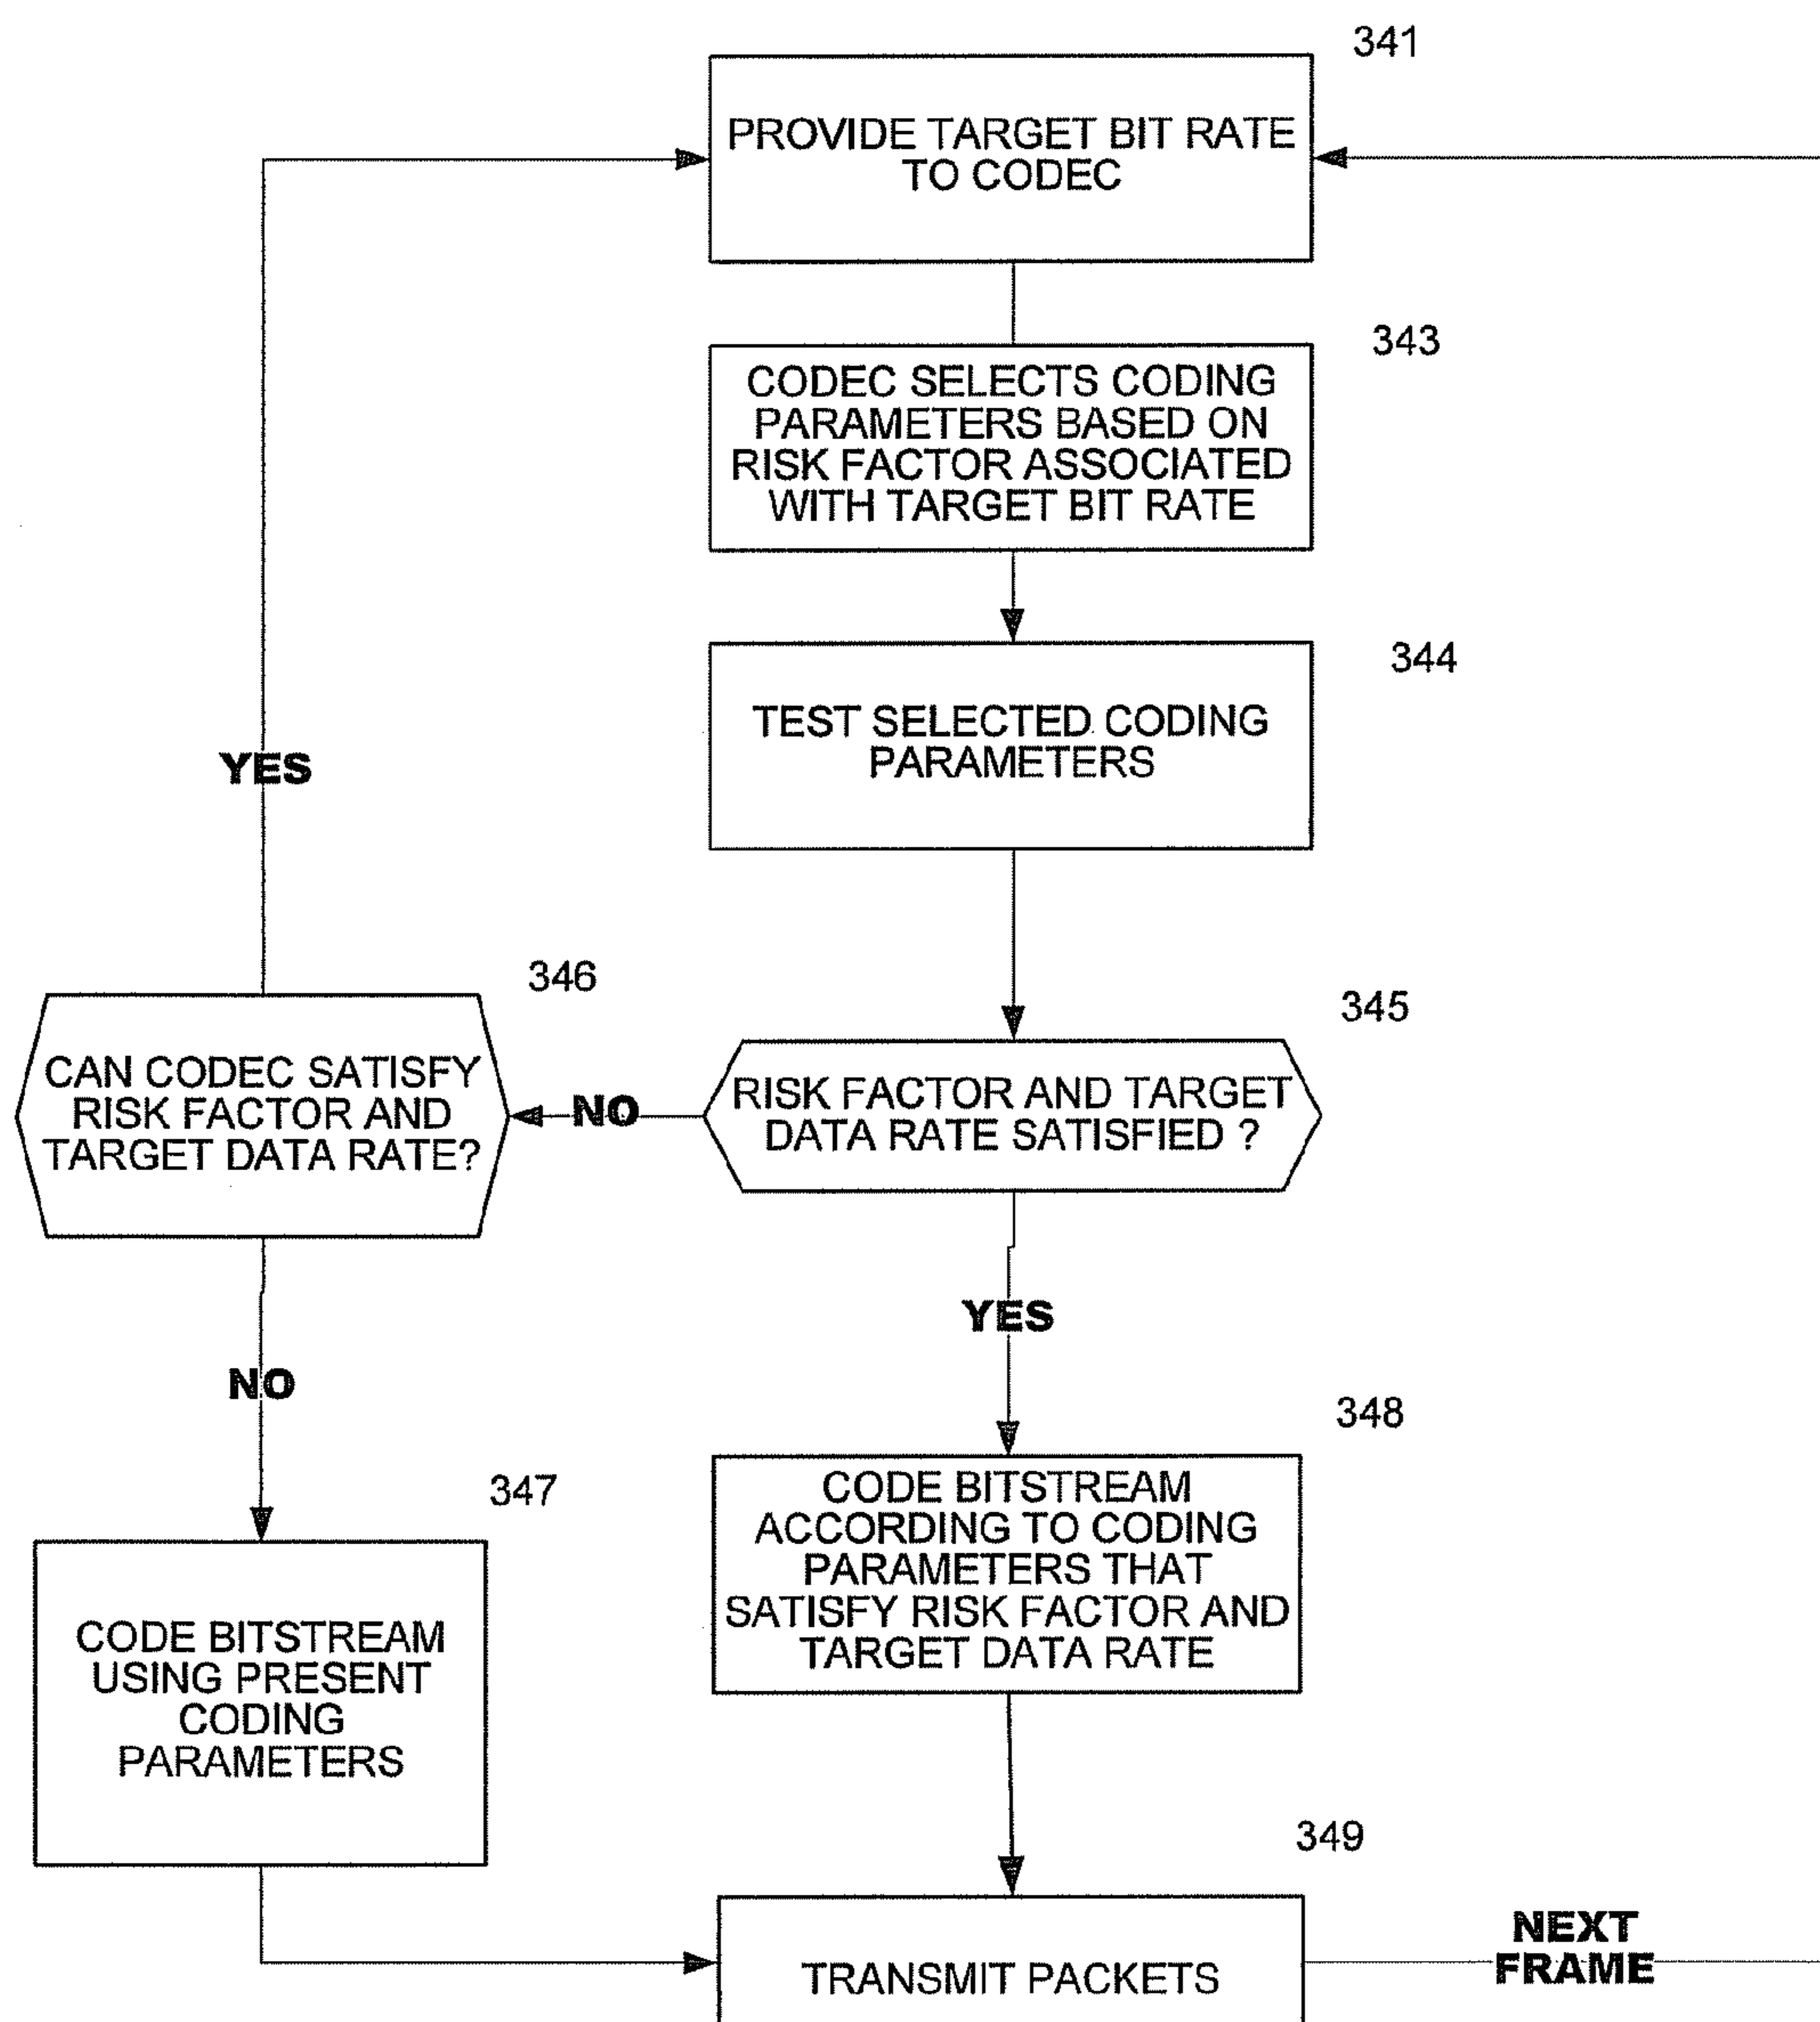 341
PROVIDE TARGET BIT RATE
TO CODEC
343
CODEC SELECTS CODING
PARAMETERS BASED ON
RISK FACTOR ASSOCIATED
WITH TARGET BIT RATE
344
TEST SELECTED CODING
PARAMETERS
YES
346
CAN CODEC SATISFY
RISK FACTOR AND
TARGET DATA RATE?
NO
345
RISK FACTOR AND TARGET
DATA RATE SATISFIED ?
YES
NO
348
CODE BITSTREAM
ACCORDING TO CODING
PARAMETERS THAT
SATISFY RISK FACTOR AND
TARGET DATA RATE
347
CODE BITSTREAM
USING PRESENT
CODING
PARAMETERS
349
TRANSMIT PACKETS
NEXT
FRAME